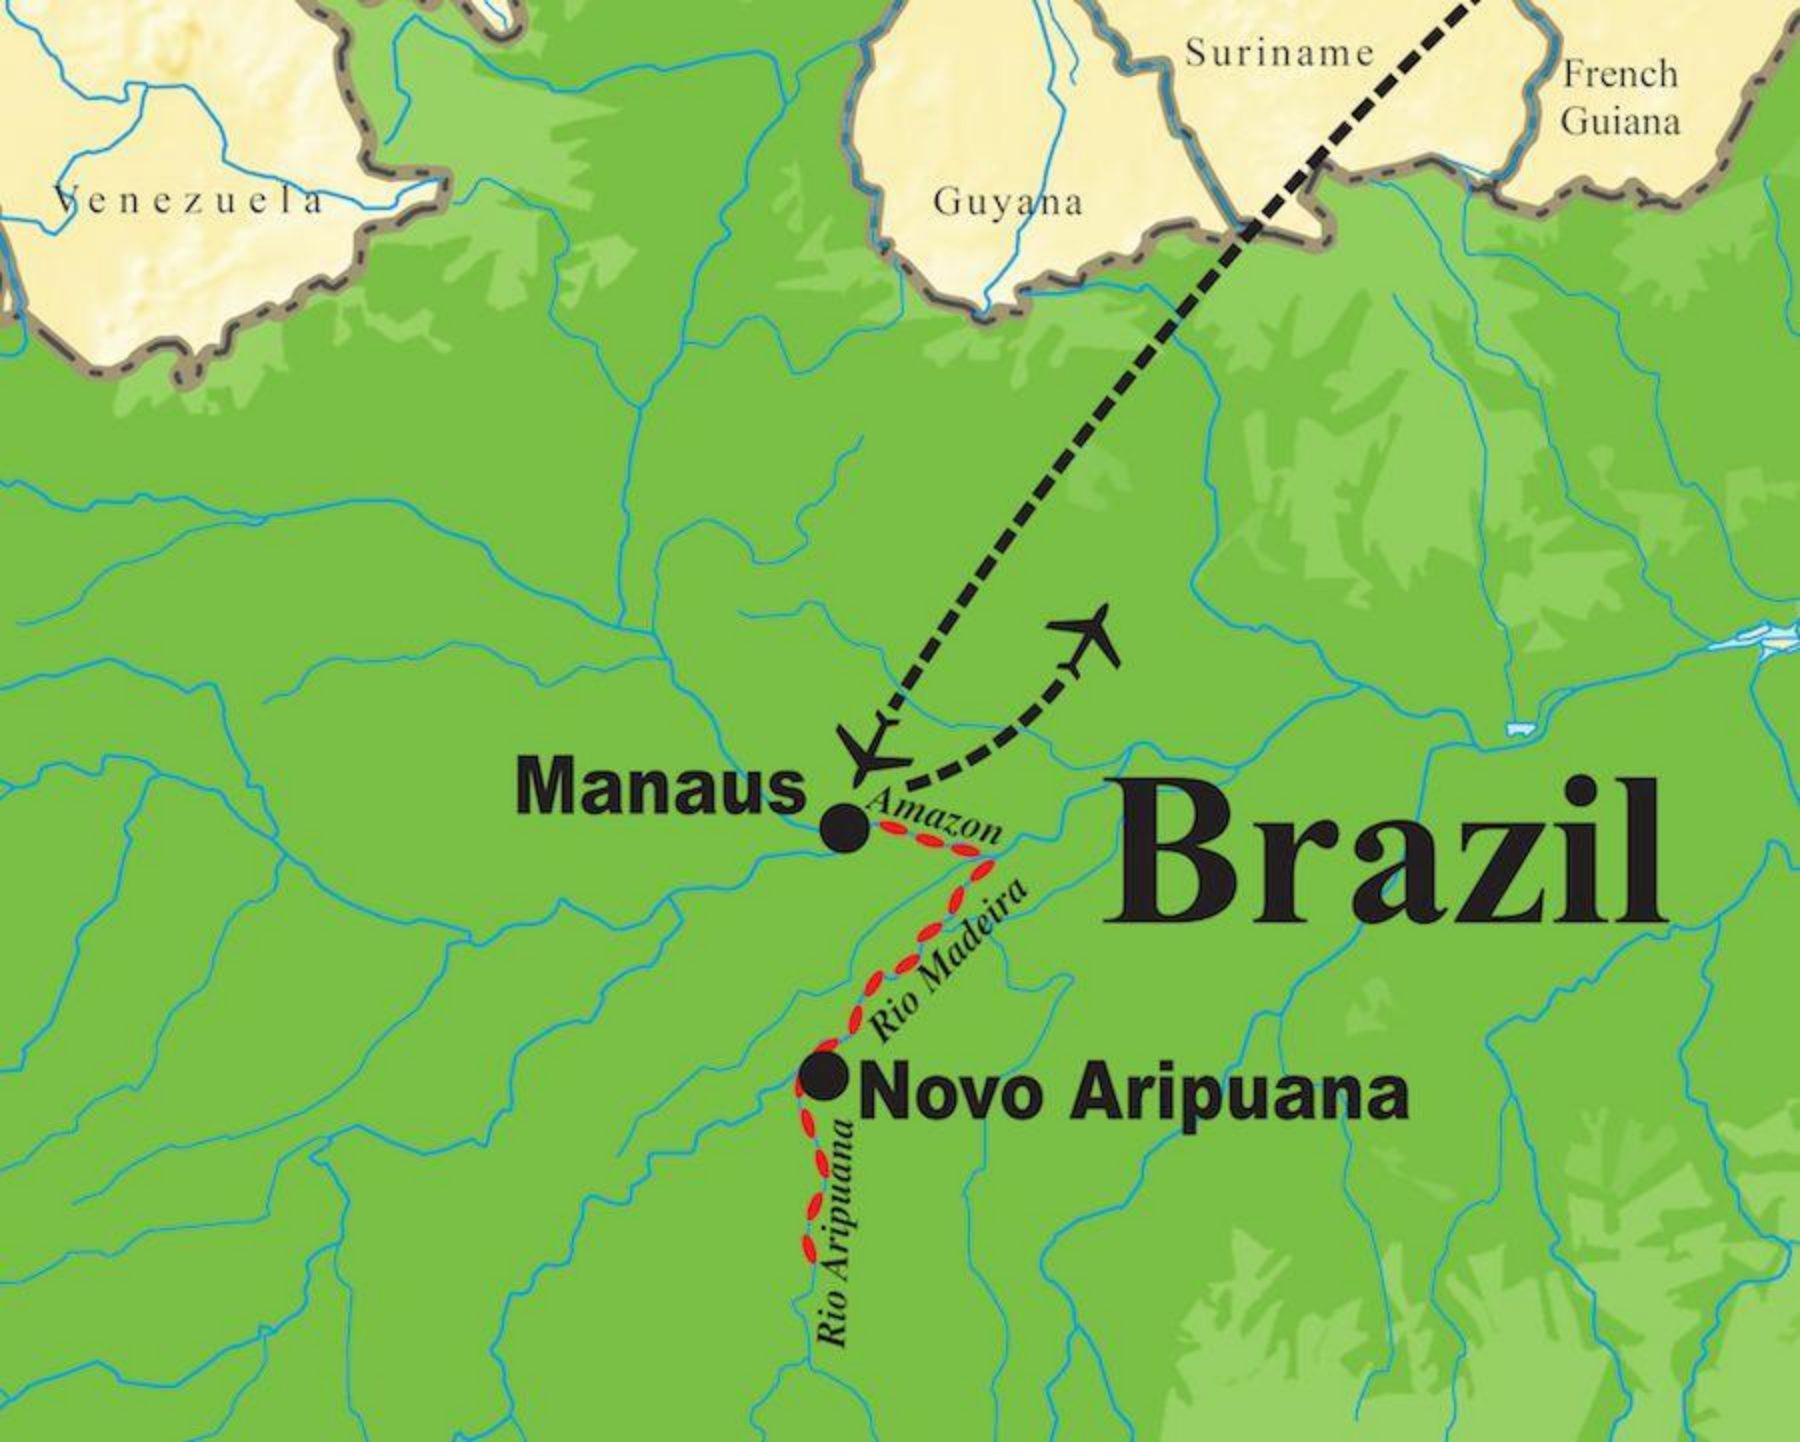 Suriname
French
Guiana
Venezuela
Guyana
Manaus
Amazon
Brazil
Rio Madeira
Novo Aripuana
Rio Aripuana